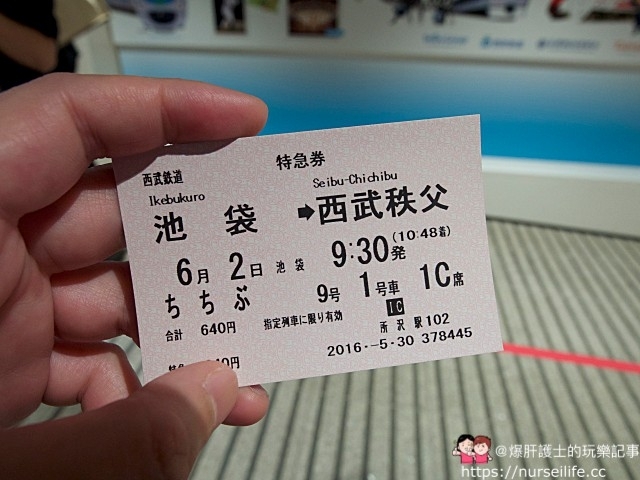 特急券
西武鉄道
Ikebukuro
Seibu-Chichibu
池袋
➡西武秩父
(10:48着)
6月2日 池袋 9:30発
ちちぶ 9号 1号車 1C席
合計 640円 指定列車に限り有効 IC
所沢駅102
2016.-5.30 378445
@爆肝護士的玩樂記事
https://nurseilife.cc